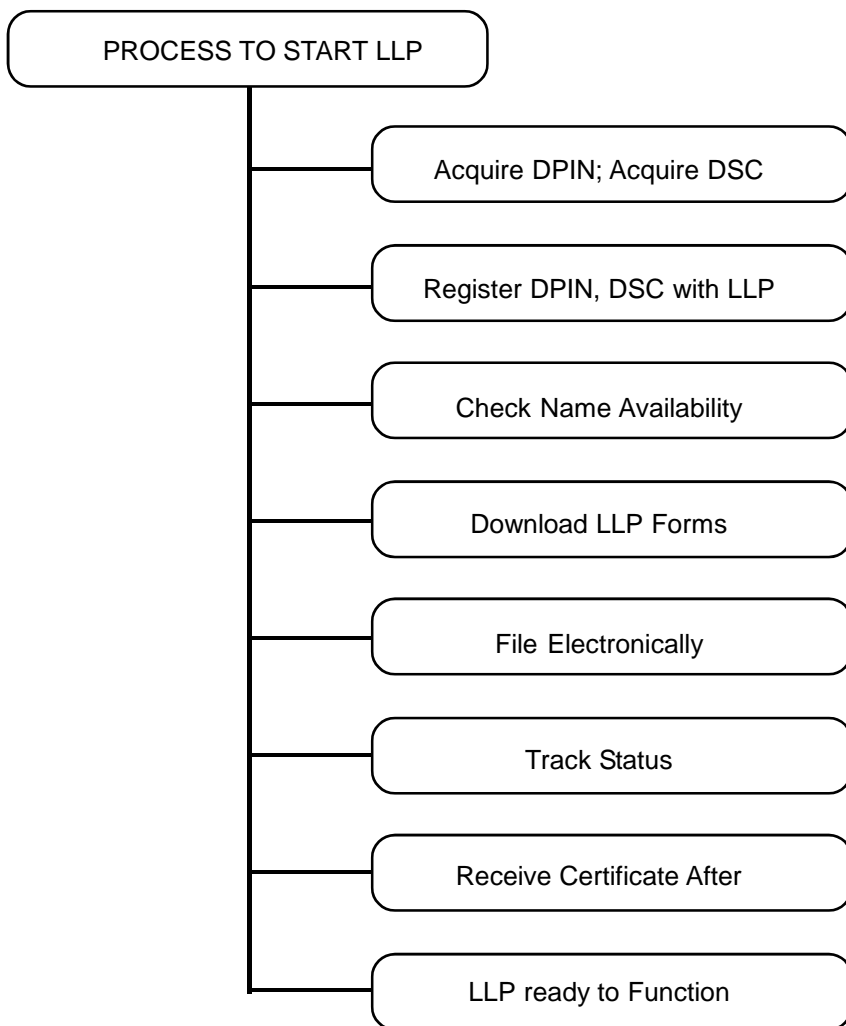 PROCESS TO START LLP
Acquire DPIN; Acquire DSC
Register DPIN, DSC with LLP
Check Name Availability
Download LLP Forms
File Electronically
Track Status
Receive Certificate After
LLP ready to Function